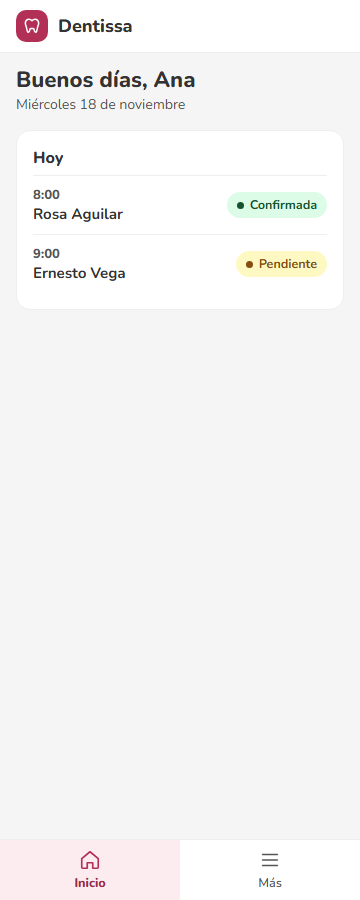 Dentissa
Buenos días, Ana
Miércoles 18 de noviembre
Hoy
8:00
Rosa Aguilar
Confirmada
9:00
Ernesto Vega
Pendiente
Inicio
Más